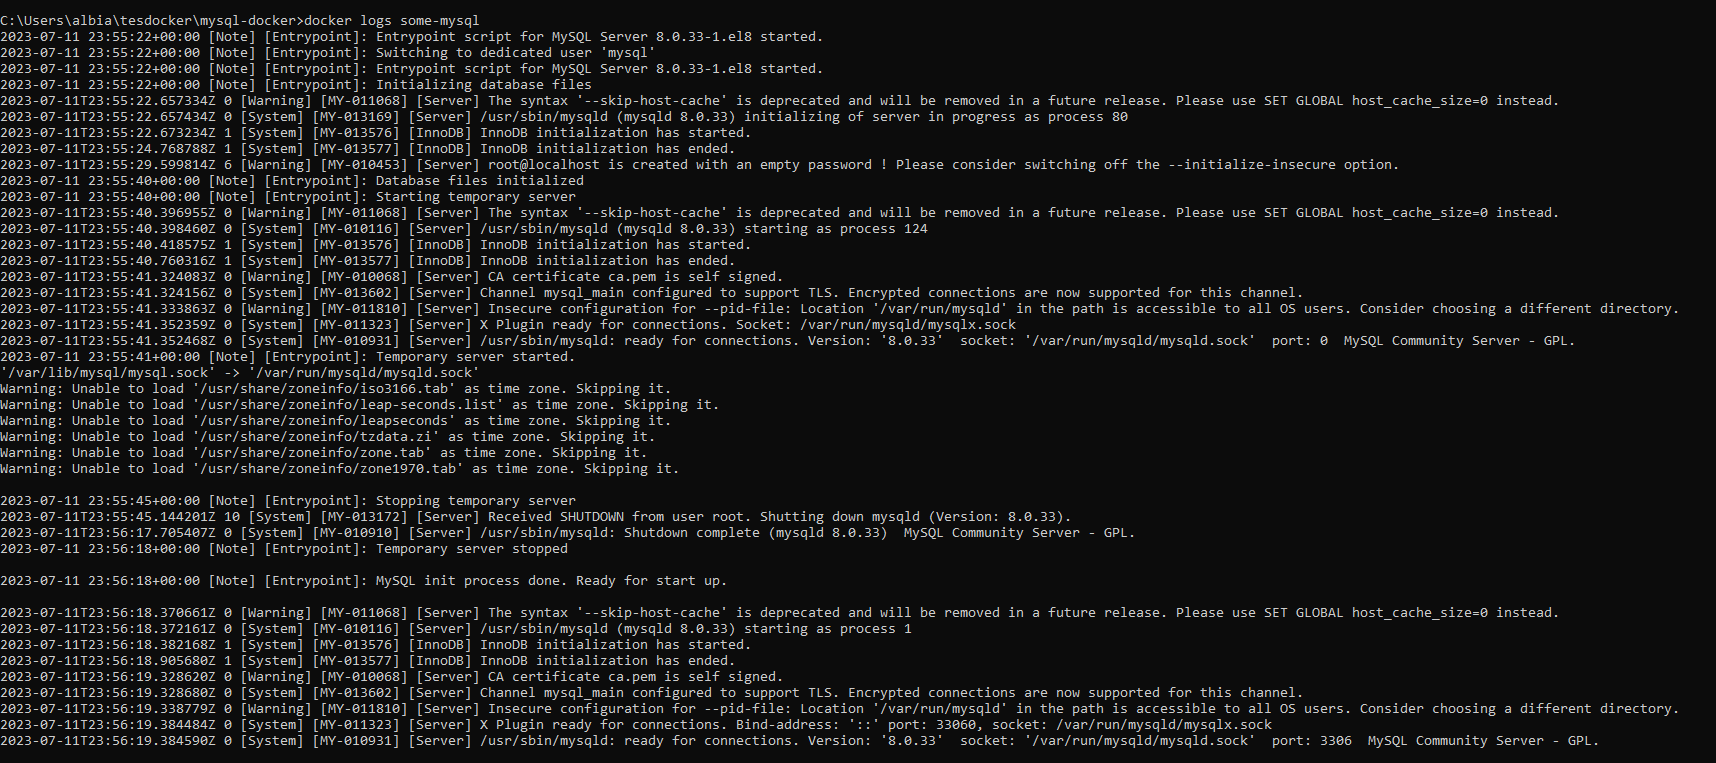 C:\Users\albia\tesdocker\mysql-docker>docker logs some-mysql
2023-07-11 23:55:22+00:00 [Note] [Entrypoint]: Entrypoint script for MySQL Server 8.0.33-1.el8 started.
2023-07-11 23:55:22+00:00 [Note] [Entrypoint]: Switching to dedicated user 'mysql'
2023-07-11 23:55:22+00:00 [Note] [Entrypoint]: Entrypoint script for MySQL Server 8.0.33-1.el8 started.
2023-07-11 23:55:22+00:00 [Note] [Entrypoint]: Initializing database files
2023-07-11T23:55:22.657334Z 0 [Warning] [MY-011068] [Server] The syntax '--skip-host-cache' is deprecated and will be removed in a future release. Please use SET GLOBAL host_cache_size=0 instead.
2023-07-11T23:55:22.657434Z 0 [System] [MY-013169] [Server] /usr/sbin/mysqld (mysqld 8.0.33) initializing of server in progress as process 80
2023-07-11T23:55:22.673234Z 1 [System] [MY-013576] [InnoDB] InnoDB initialization has started.
2023-07-11T23:55:24.768788Z 1 [System] [MY-013577] [InnoDB] InnoDB initialization has ended.
2023-07-11T23:55:29.599814Z 6 [Warning] [MY-010453] [Server] root@localhost is created with an empty password ! Please consider switching off the --initialize-insecure option.
2023-07-11 23:55:40+00:00 [Note] [Entrypoint]: Database files initialized
2023-07-11 23:55:40+00:00 [Note] [Entrypoint]: Starting temporary server
2023-07-11T23:55:40.396955Z 0 [Warning] [MY-011068] [Server] The syntax '--skip-host-cache' is deprecated and will be removed in a future release. Please use SET GLOBAL host_cache_size=0 instead.
2023-07-11T23:55:40.398460Z 0 [System] [MY-010116] [Server] /usr/sbin/mysqld (mysqld 8.0.33) starting as process 124
2023-07-11T23:55:40.418575Z 1 [System] [MY-013576] [InnoDB] InnoDB initialization has started.
2023-07-11T23:55:40.760316Z 1 [System] [MY-013577] [InnoDB] InnoDB initialization has ended.
2023-07-11T23:55:41.324083Z 0 [Warning] [MY-010068] [Server] CA certificate ca.pem is self signed.
2023-07-11T23:55:41.324156Z 0 [System] [MY-013602] [Server] Channel mysql_main configured to support TLS. Encrypted connections are now supported for this channel.
2023-07-11T23:55:41.333863Z 0 [Warning] [MY-011810] [Server] Insecure configuration for --pid-file: Location '/var/run/mysqld' in the path is accessible to all OS users. Consider choosing a different directory.
2023-07-11T23:55:41.352359Z 0 [System] [MY-011323] [Server] X Plugin ready for connections. Socket: /var/run/mysqld/mysqlx.sock
2023-07-11T23:55:41.352468Z 0 [System] [MY-010931] [Server] /usr/sbin/mysqld: ready for connections. Version: '8.0.33'  socket: '/var/run/mysqld/mysqld.sock'  port: 0  MySQL Community Server - GPL.
2023-07-11 23:55:41+00:00 [Note] [Entrypoint]: Temporary server started.
'/var/lib/mysql/mysql.sock' -> '/var/run/mysqld/mysqld.sock'
Warning: Unable to load '/usr/share/zoneinfo/iso3166.tab' as time zone. Skipping it.
Warning: Unable to load '/usr/share/zoneinfo/leap-seconds.list' as time zone. Skipping it.
Warning: Unable to load '/usr/share/zoneinfo/leapseconds' as time zone. Skipping it.
Warning: Unable to load '/usr/share/zoneinfo/tzdata.zi' as time zone. Skipping it.
Warning: Unable to load '/usr/share/zoneinfo/zone.tab' as time zone. Skipping it.
Warning: Unable to load '/usr/share/zoneinfo/zone1970.tab' as time zone. Skipping it.
2023-07-11 23:55:45+00:00 [Note] [Entrypoint]: Stopping temporary server
2023-07-11T23:55:45.144201Z 10 [System] [MY-013172] [Server] Received SHUTDOWN from user root. Shutting down mysqld (Version: 8.0.33).
2023-07-11T23:56:17.705407Z 0 [System] [MY-010910] [Server] /usr/sbin/mysqld: Shutdown complete (mysqld 8.0.33)  MySQL Community Server - GPL.
2023-07-11 23:56:18+00:00 [Note] [Entrypoint]: Temporary server stopped
2023-07-11 23:56:18+00:00 [Note] [Entrypoint]: MySQL init process done. Ready for start up.
2023-07-11T23:56:18.370661Z 0 [Warning] [MY-011068] [Server] The syntax '--skip-host-cache' is deprecated and will be removed in a future release. Please use SET GLOBAL host_cache_size=0 instead.
2023-07-11T23:56:18.372161Z 0 [System] [MY-010116] [Server] /usr/sbin/mysqld (mysqld 8.0.33) starting as process 1
2023-07-11T23:56:18.382168Z 1 [System] [MY-013576] [InnoDB] InnoDB initialization has started.
2023-07-11T23:56:18.905680Z 1 [System] [MY-013577] [InnoDB] InnoDB initialization has ended.
2023-07-11T23:56:19.328620Z 0 [Warning] [MY-010068] [Server] CA certificate ca.pem is self signed.
2023-07-11T23:56:19.328680Z 0 [System] [MY-013602] [Server] Channel mysql_main configured to support TLS. Encrypted connections are now supported for this channel.
2023-07-11T23:56:19.338779Z 0 [Warning] [MY-011810] [Server] Insecure configuration for --pid-file: Location '/var/run/mysqld' in the path is accessible to all OS users. Consider choosing a different directory.
2023-07-11T23:56:19.384484Z 0 [System] [MY-011323] [Server] X Plugin ready for connections. Bind-address: '::' port: 33060, socket: /var/run/mysqld/mysqlx.sock
2023-07-11T23:56:19.384590Z 0 [System] [MY-010931] [Server] /usr/sbin/mysqld: ready for connections. Version: '8.0.33'  socket: '/var/run/mysqld/mysqld.sock'  port: 3306  MySQL Community Server - GPL.